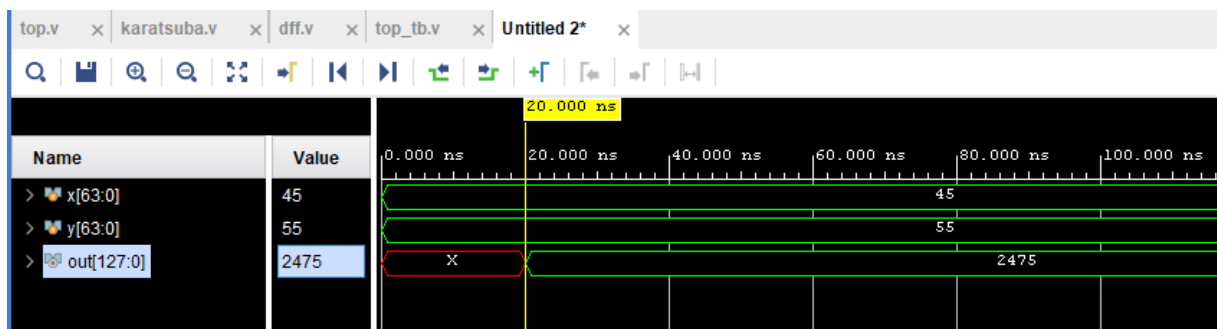 top.v × karatsuba.v × dff.v × top_tb.v × Untitled 2* ×
20.000 ns
Name Value 0.000 ns 20.000 ns 40.000 ns 60.000 ns 80.000 ns 100.000 ns
x[63:0] 45 45
y[63:0] 55 55
out[127:0] 2475 X 2475